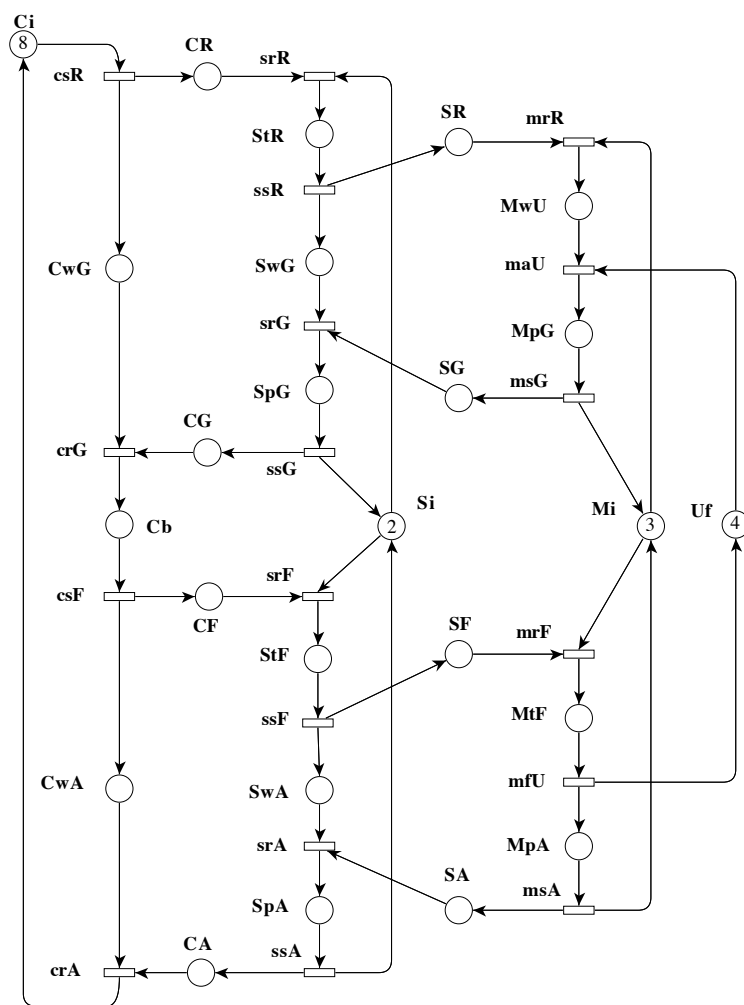 Ci
8
CR
srR
csR
SR
mrR
StR
ssR
MwU
CwG
SwG
maU
srG
MpG
SG
msG
SpG
CG
crG
ssG
Si
Mi
Uf
Cb
2
3
4
csF
srF
CF
SF
mrF
StF
MtF
ssF
CwA
SwA
mfU
srA
MpA
SA
msA
SpA
CA
ssA
crA